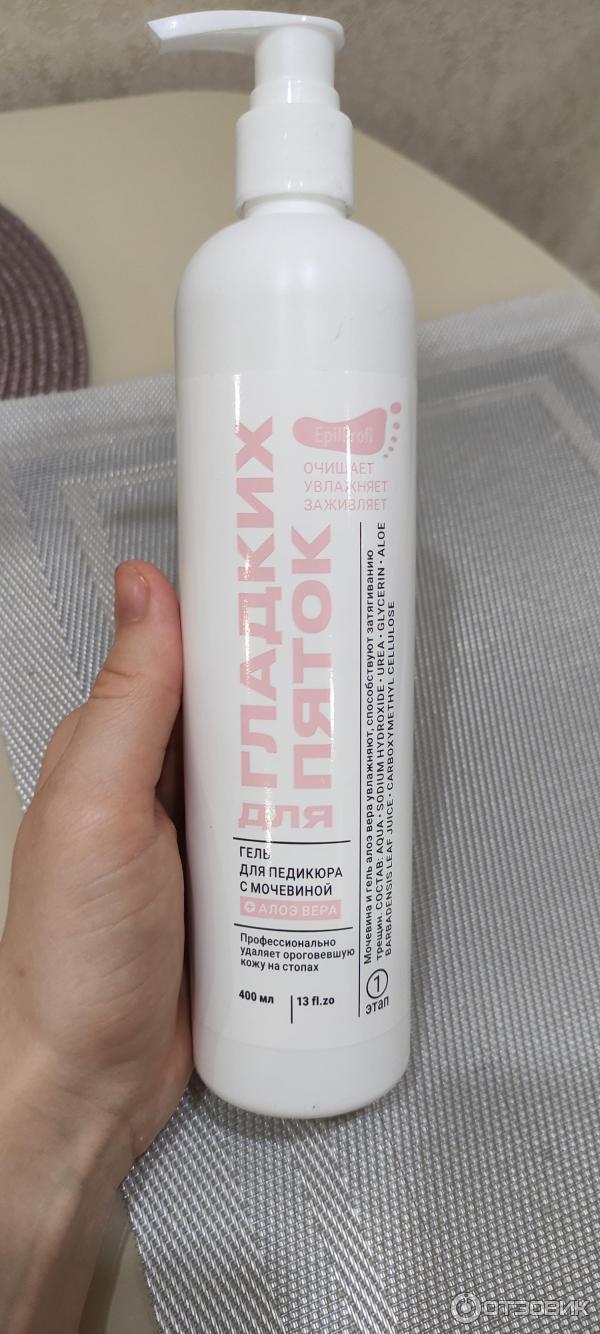 EpilProfi
ОЧИЩАЕТ
УВЛАЖНЯЕТ
ЗАЖИВЛЯЕТ
для ГЛАДКИХ
ПЯТОК
ГЕЛЬ
ДЛЯ ПЕДИКЮРА
С МОЧЕВИНОЙ
+ АЛОЭ ВЕРА
Профессионально
удаляет ороговевшую
кожу на стопах
400 мл
13 fl.zo
Мочевина и гель алоэ вера увлажняют, способствуют затягиванию
трещин. СОСТАВ: AQUA • SODIUM HYDROXIDE • UREA • GLYCERIN • ALOE
BARBADENSIS LEAF JUICE • CARBOXYMETHYL CELLULOSE
1
этап
ОТЗОВИК